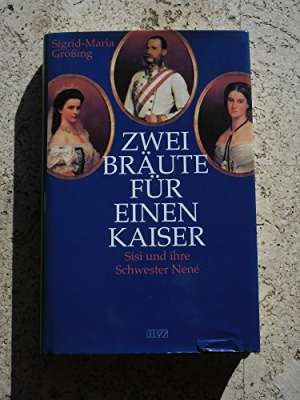 Sigrid-Maria
Größing
ZWEI
BRÄUTE
FÜR
EINEN
KAISER
Sisi und ihre
Schwester Nené